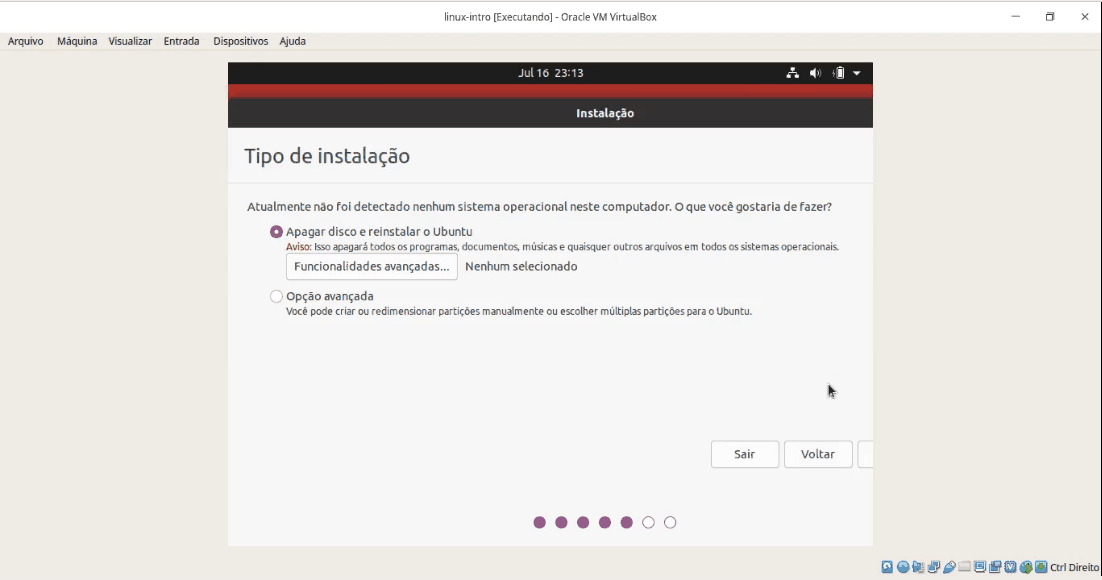 linux-intro [Executando] - Oracle VM VirtualBox
Arquivo Máquina Visualizar Entrada Dispositivos Ajuda
Jul 16 23:13
Instalação
Tipo de instalação
Atualmente não foi detectado nenhum sistema operacional neste computador. O que você gostaria de fazer?
Apagar disco e reinstalar o Ubuntu
Aviso: Isso apagará todos os programas, documentos, músicas e quaisquer outros arquivos em todos os sistemas operacionais.
Funcionalidades avançadas... Nenhum selecionado
Opção avançada
Você pode criar ou redimensionar partições manualmente ou escolher múltiplas partições para o Ubuntu.
Sair Voltar
Ctrl Direito